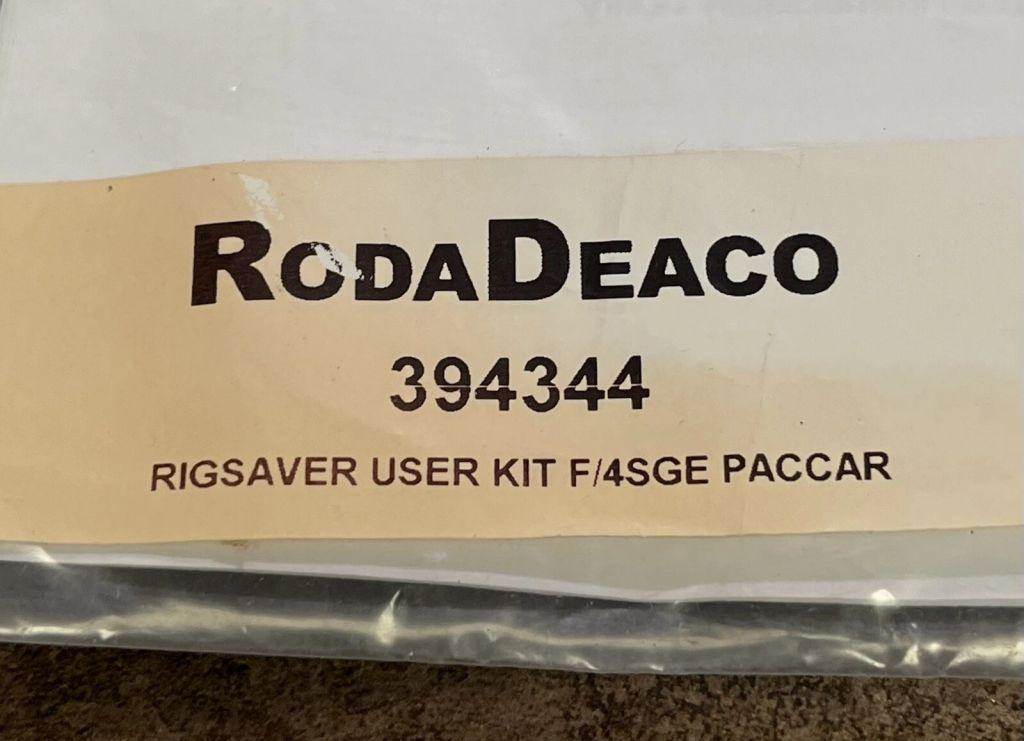 RODADEACO
394344
RIGSAVER USER KIT F/4SGE PACCAR